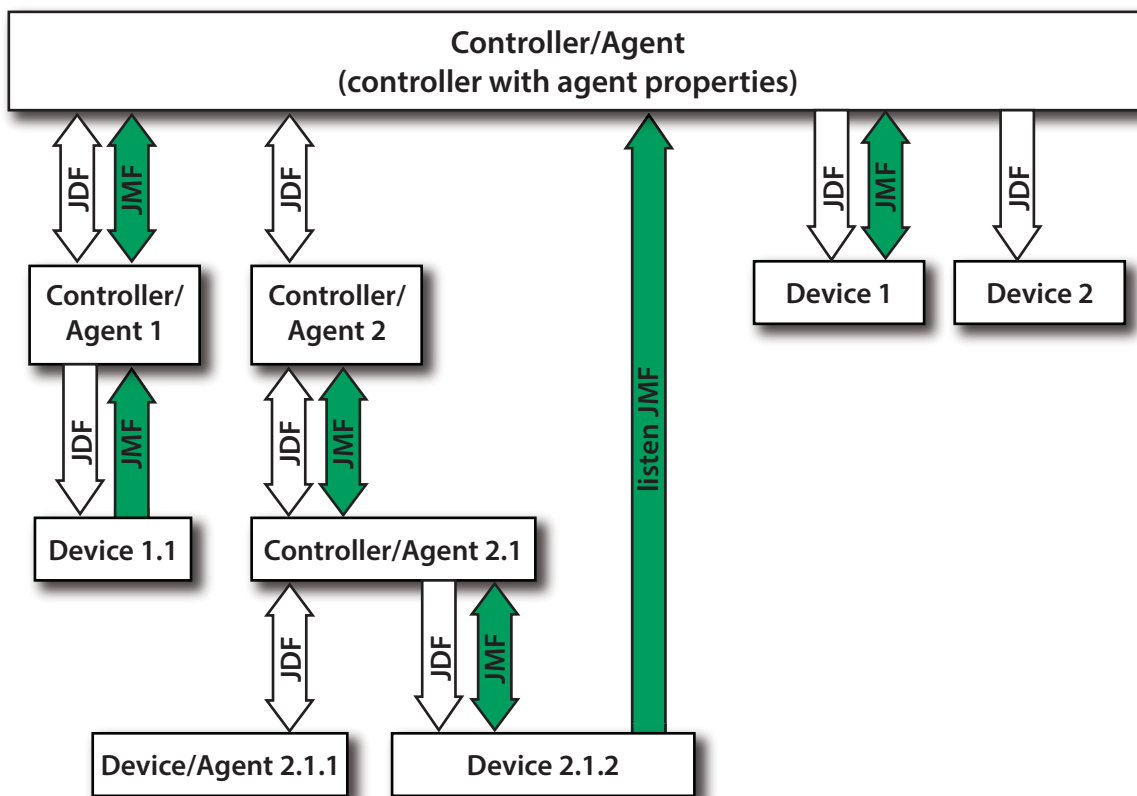 Controller/Agent
(controller with agent properties)
JDF
JMF
JDF
listen JMF
JDF
JMF
JDF
Controller/
Agent 1
Controller/
Agent 2
Device 1
Device 2
JDF
JMF
JDF
JMF
Device 1.1
Controller/Agent 2.1
JDF
JDF
JMF
Device/Agent 2.1.1
Device 2.1.2